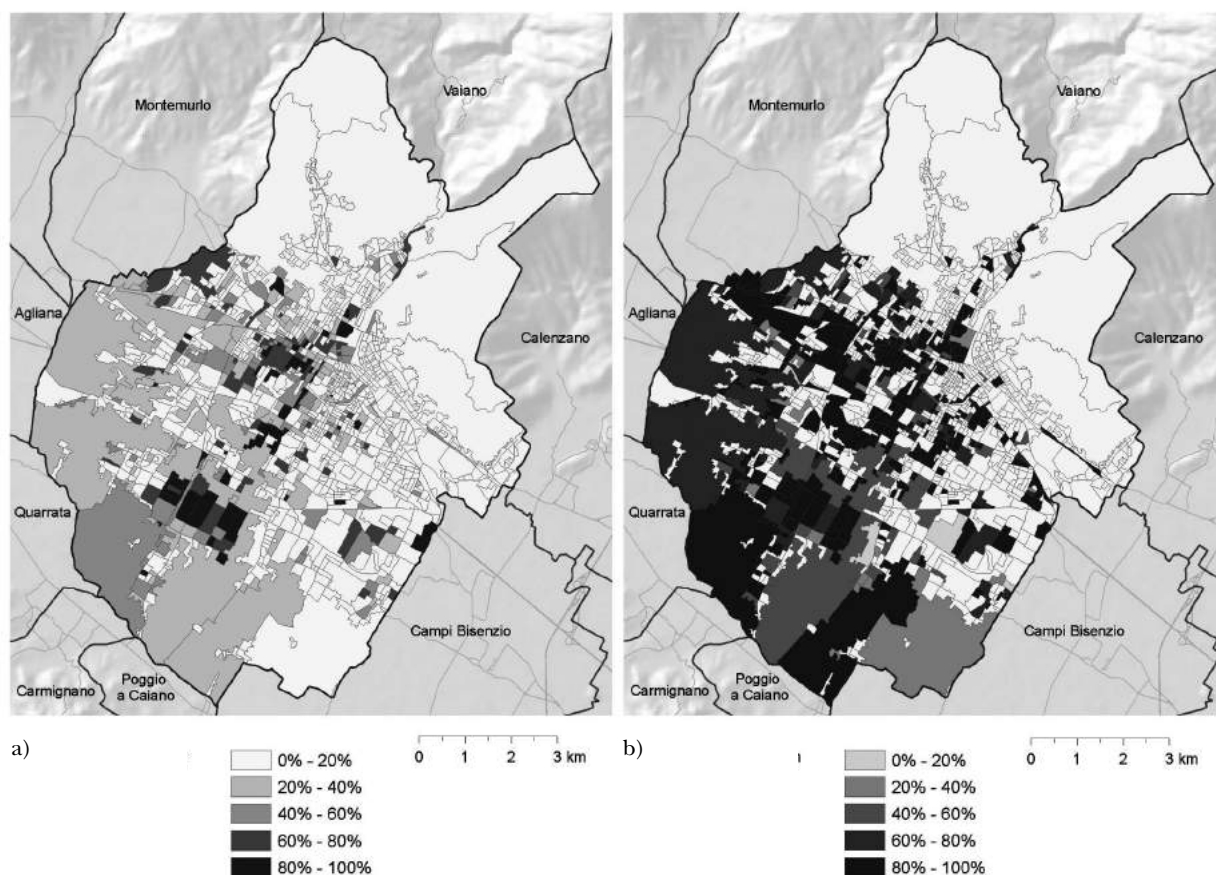 Montemurlo
Vaiano
Agliana
Calenzano
Quarrata
Campi Bisenzio
Carmignano
Poggio
a Caiano
a)
0 1 2 3 km
0% - 20%
20% - 40%
40% - 60%
60% - 80%
80% - 100%
Montemurlo
Vaiano
Agliana
Calenzano
Quarrata
Campi Bisenzio
Carmignano
Poggio
a Caiano
b)
0 1 2 3 km
0% - 20%
20% - 40%
40% - 60%
60% - 80%
80% - 100%